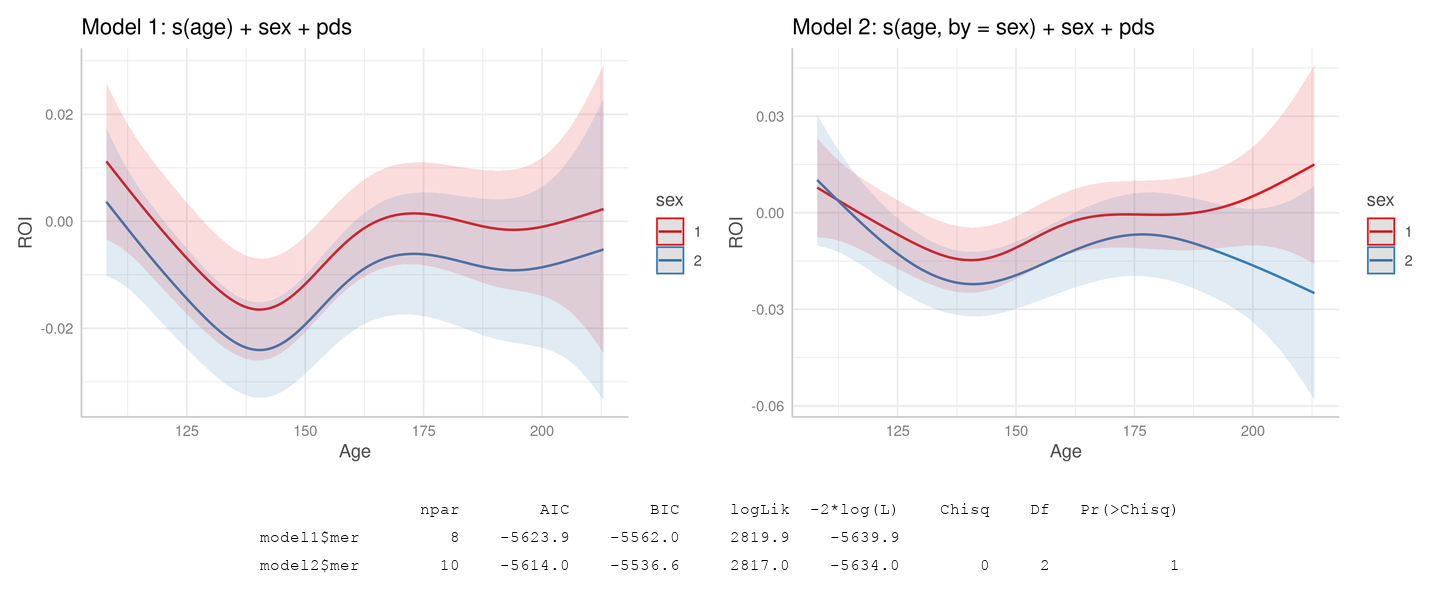 Model 1: s(age) + sex + pds
0.02
0.00
-0.02
ROI
125 150 175 200
Age
sex
1
2
Model 2: s(age, by = sex) + sex + pds
0.03
0.00
-0.03
-0.06
ROI
125 150 175 200
Age
sex
1
2
npar AIC BIC logLik -2*log(L) Chisq Df Pr(>Chisq)
model1$mer 8 -5623.9 -5562.0 2819.9 -5639.9
model2$mer 10 -5614.0 -5536.6 2817.0 -5634.0 0 2 1